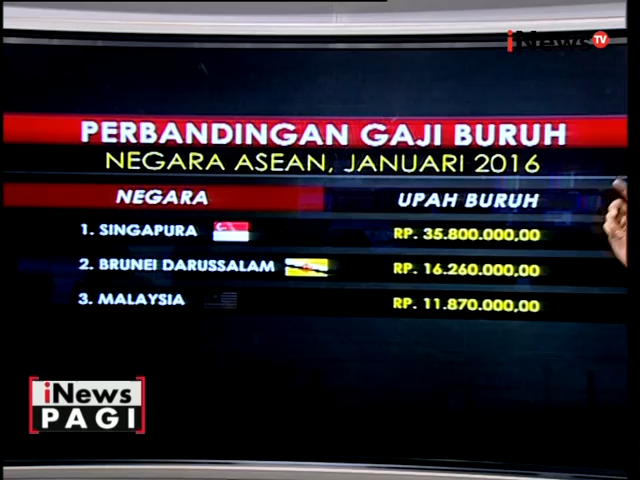 iNews TV
PERBANDINGAN GAJI BURUH
NEGARA ASEAN, JANUARI 2016
NEGARA UPAH BURUH
1. SINGAPURA RP. 35.800.000,00
2. BRUNEI DARUSSALAM RP. 16.260.000,00
3. MALAYSIA RP. 11.870.000,00
iNews
PAGI